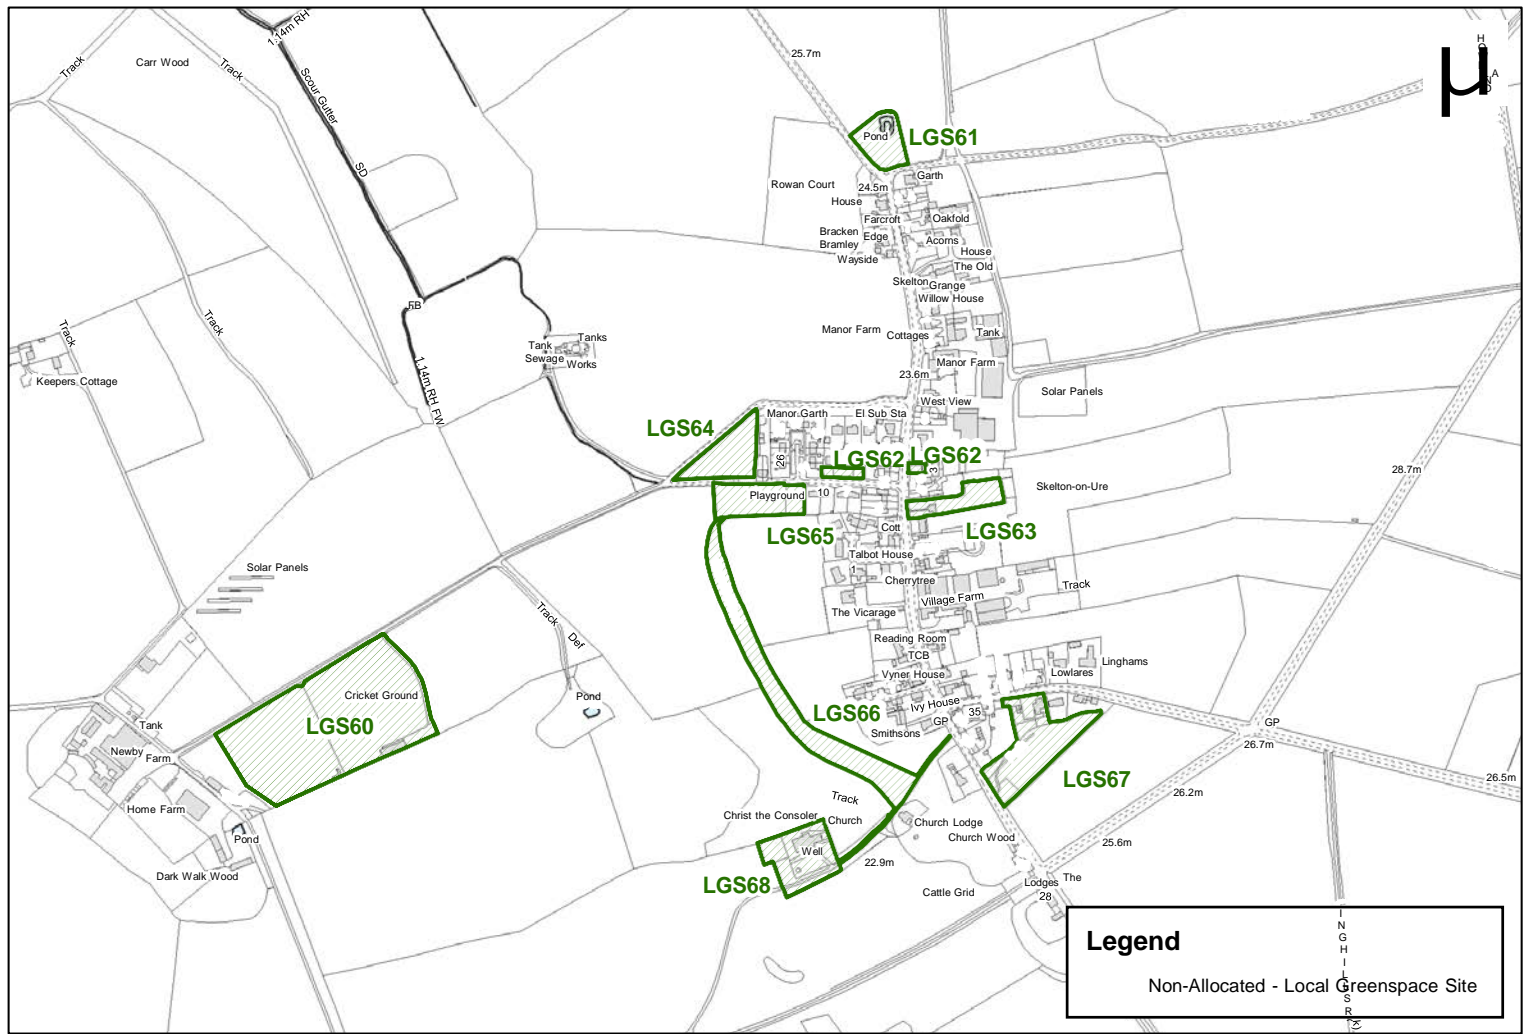 1.14m RH
25.7m
Track
Carr Wood
Track
Scour Gutter
SD
µ
Pond
LGS61
Garth
Rowan Court
24.5m
House
Farcroft
Oakfold
Bracken
Edge
Bramley
Acorns
House
Wayside
The Old
Skelton
Grange
Willow House
FB
Track
Track
Manor Farm
Cottages
Tank
Tanks
Tank
Sewage
Works
1.14m RH FW
Keepers Cottage
Manor Farm
23.6m
Solar Panels
West View
Manor Garth
El Sub Sta
LGS64
26
LGS62
LGS62
3
28.7m
Playground
10
Skelton-on-Ure
LGS65
Cott
LGS63
Talbot House
1
Cherrytree
Track
Village Farm
Solar Panels
The Vicarage
Track
Def
Reading Room
TCB
Vyner House
Linghams
Lowlares
Cricket Ground
LGS60
Pond
Ivy House
35
LGS66
GP
Smithsons
GP
26.7m
Tank
Newby
Farm
LGS67
26.5m
26.2m
Home Farm
Track
Christ the Consoler
Church
Church Lodge
Church Wood
25.6m
Pond
Well
22.9m
Dark Walk Wood
LGS68
Cattle Grid
Lodges
The
28
Legend
Non-Allocated - Local Greenspace Site